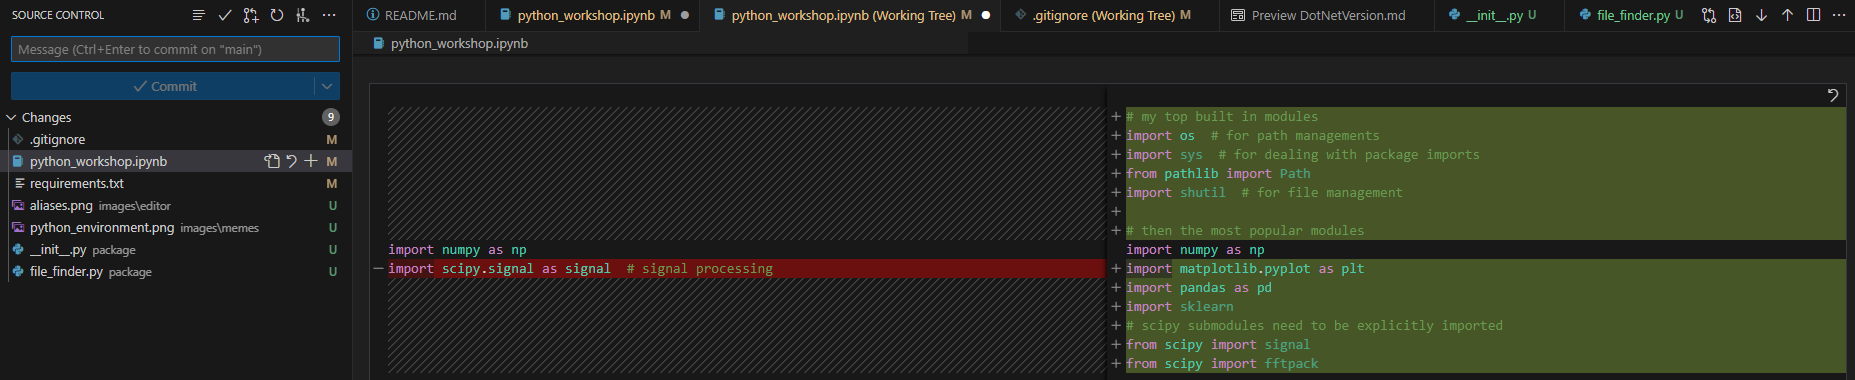 SOURCE CONTROL
README.md
python_workshop.ipynb M
python_workshop.ipynb (Working Tree) M
.gitignore (Working Tree) M
Preview DotNetVersion.md
__init__.py U
file_finder.py U
python_workshop.ipynb
Message (Ctrl+Enter to commit on "main")
Commit
Changes 9
.gitignore M
python_workshop.ipynb M
requirements.txt M
aliases.png images\editor U
python_environment.png images\memes U
__init__.py package U
file_finder.py package U
import numpy as np
− import scipy.signal as signal  # signal processing
+ # my top built in modules
+ import os  # for path managements
+ import sys  # for dealing with package imports
+ from pathlib import Path
+ import shutil  # for file management
+
+ # then the most popular modules
import numpy as np
+ import matplotlib.pyplot as plt
+ import pandas as pd
+ import sklearn
+ # scipy submodules need to be explicitly imported
+ from scipy import signal
+ from scipy import fftpack